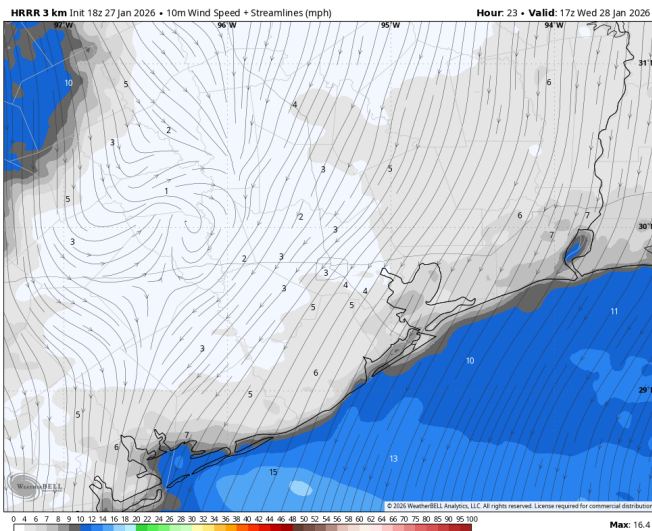 HRRR 3 km Init 18z 27 Jan 2026 • 10m Wind Speed + Streamlines (mph) Hour: 23 • Valid: 17z Wed 28 Jan 2026
97°W 96°W 95°W 94°W
31°
10
5
6
4
2
3
3 5
1
5
2 6 7
30°
3 3 7
2 3
3
3 4 4
5 5
11
3 10
6
29°
5
5
7
6
13
15
WeatherBELL
© 2026 WeatherBELL Analytics, LLC. All rights reserved. License required for commercial distribution
0 4 6 7 8 9 10 12 14 16 18 20 22 24 26 28 30 32 34 36 38 40 42 44 46 48 50 52 54 56 58 60 62 64 66 68 70 75 80 85 90 95 100
Max: 16.4